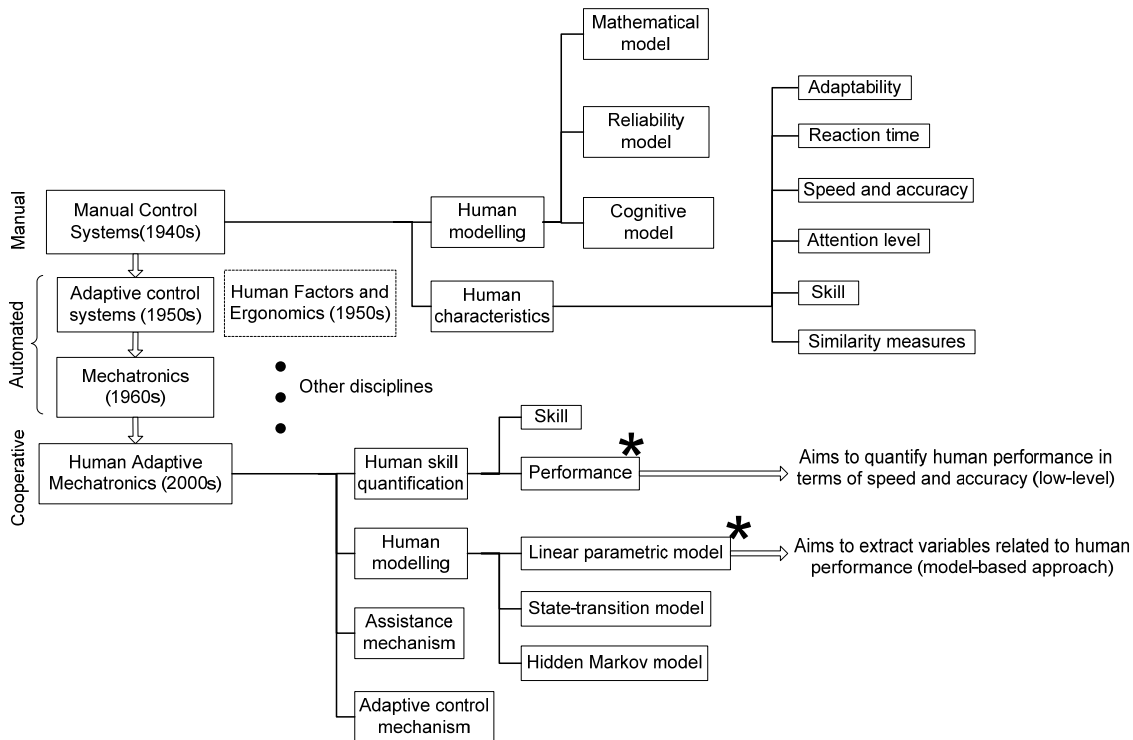 Mathematical
model
Reliability
model
Cognitive
model
Adaptability
Reaction time
Speed and accuracy
Attention level
Skill
Similarity measures
Manual
Manual Control
Systems(1940s)
Human
modelling
Human
characteristics
Automated
Adaptive control
systems (1950s)
Human Factors and
Ergonomics (1950s)
Mechatronics
(1960s)
Other disciplines
Cooperative
Human Adaptive
Mechatronics (2000s)
Human skill
quantification
Skill
Performance
*
Aims to quantify human performance in
terms of speed and accuracy (low-level)
Human
modelling
Linear parametric model
*
Aims to extract variables related to human
performance (model-based approach)
State-transition model
Hidden Markov model
Assistance
mechanism
Adaptive control
mechanism